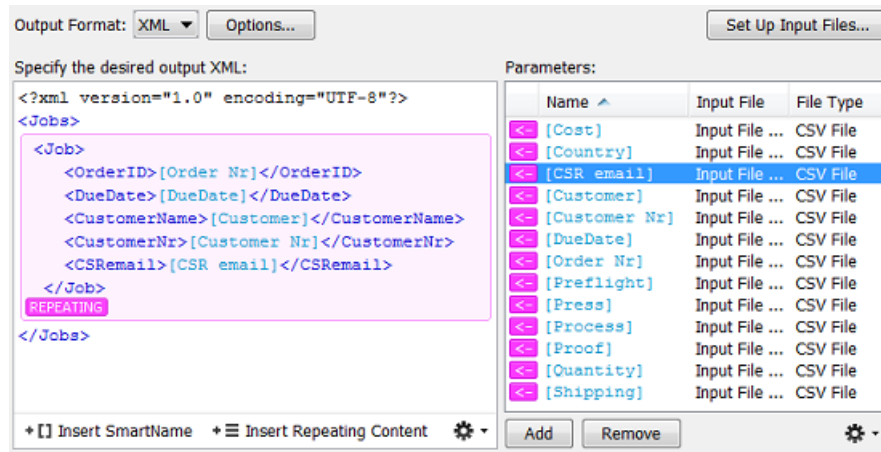 Output Format: XML Options... Set Up Input Files...
Specify the desired output XML: Parameters:
<?xml version="1.0" encoding="UTF-8"?>
<Jobs>
<Job>
<OrderID>[Order Nr]</OrderID>
<DueDate>[DueDate]</DueDate>
<CustomerName>[Customer]</CustomerName>
<CustomerNr>[Customer Nr]</CustomerNr>
<CSRemail>[CSR email]</CSRemail>
</Job>
REPEATING
</Jobs>
+[] Insert SmartName +☰ Insert Repeating Content
Name Input File File Type
<- [Cost] Input File ... CSV File
<- [Country] Input File ... CSV File
<- [CSR email] Input File ... CSV File
<- [Customer] Input File ... CSV File
<- [Customer Nr] Input File ... CSV File
<- [DueDate] Input File ... CSV File
<- [Order Nr] Input File ... CSV File
<- [Preflight] Input File ... CSV File
<- [Press] Input File ... CSV File
<- [Process] Input File ... CSV File
<- [Proof] Input File ... CSV File
<- [Quantity] Input File ... CSV File
<- [Shipping] Input File ... CSV File
Add Remove